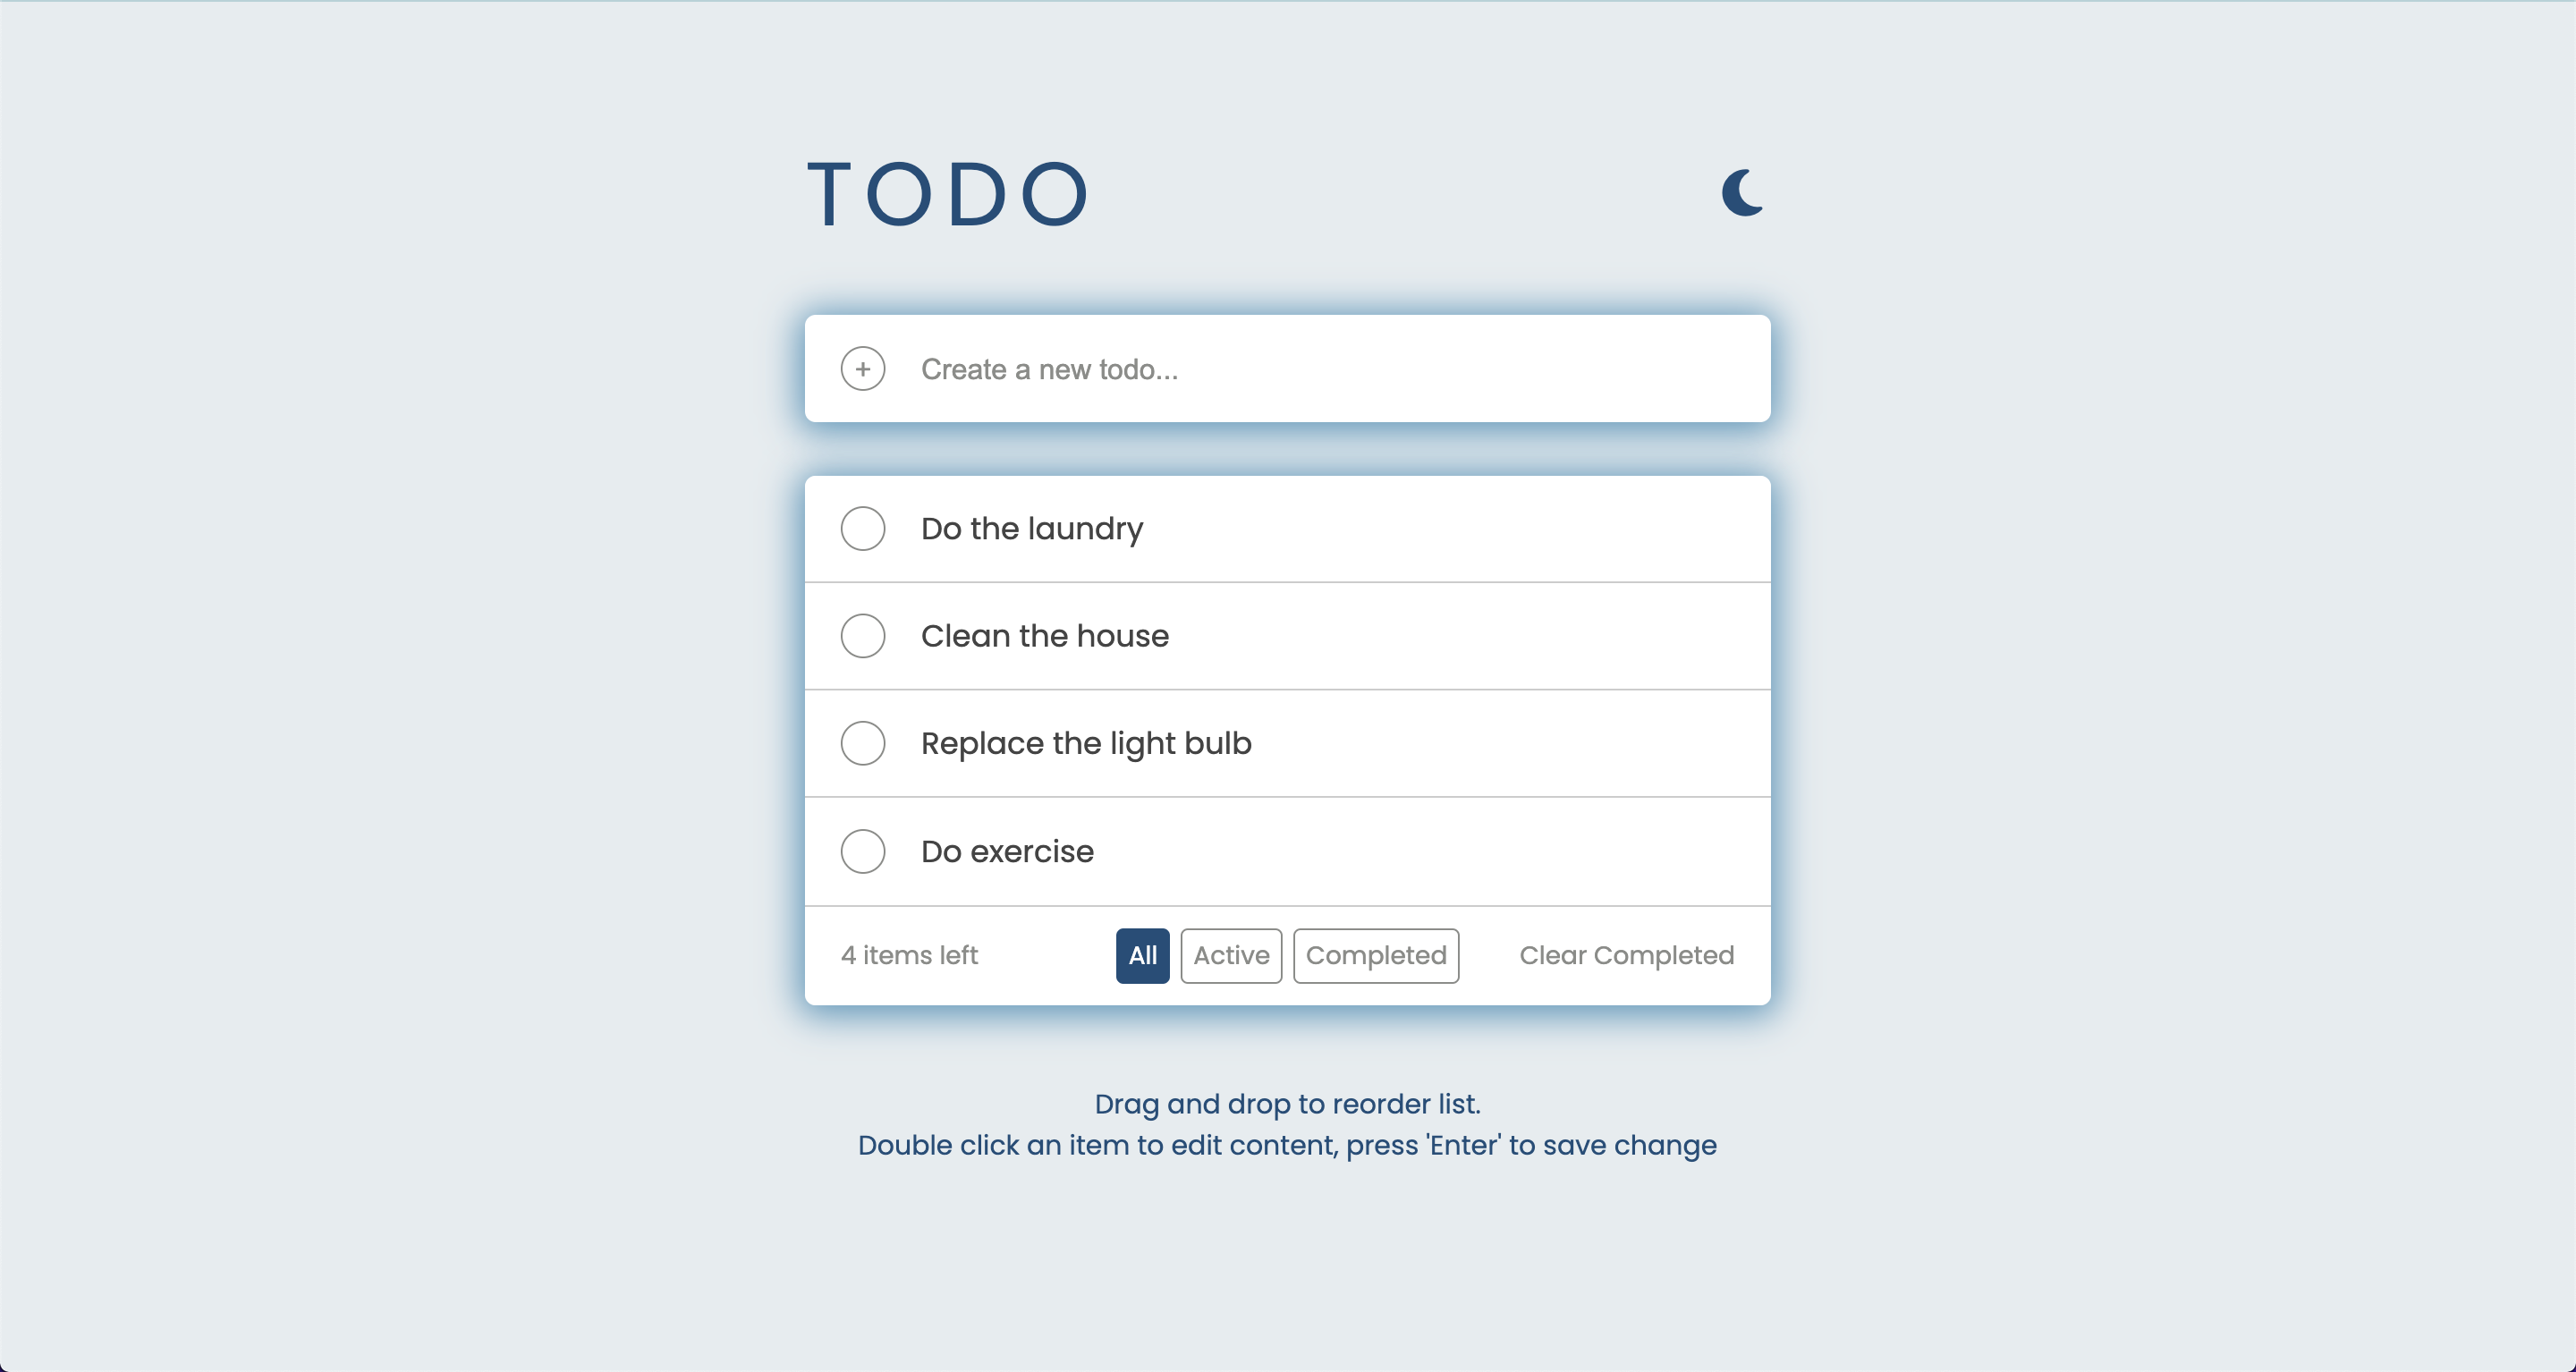 TODO
Create a new todo...
Do the laundry
Clean the house
Replace the light bulb
Do exercise
4 items left All Active Completed Clear Completed
Drag and drop to reorder list.
Double click an item to edit content, press 'Enter' to save change